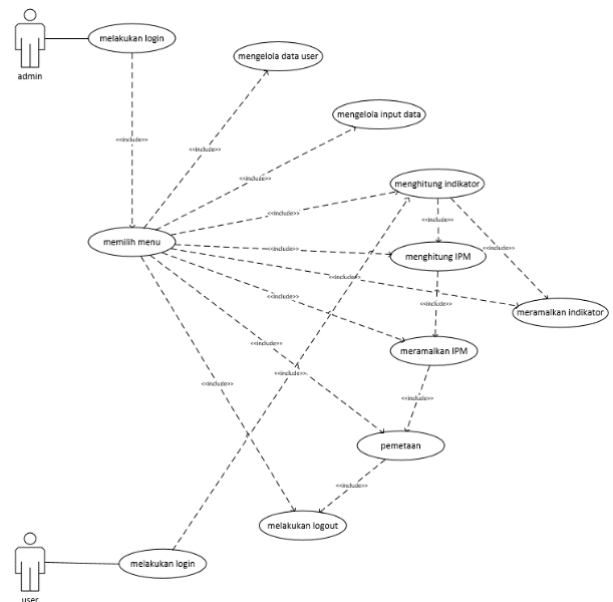 melakukan login
admin
mengelola data user
mengelola input data
<<include>>
<<include>>
<<include>>
menghitung indikator
<<include>>
<<include>>
memilih menu
<<include>>
<<include>>
menghitung IPM
<<include>>
<<include>>
<<include>>
meramalkan indikator
<<include>>
<<include>>
meramalkan IPM
<<include>>
<<include>>
<<include>>
pemetaan
<<include>>
melakukan logout
melakukan login
user